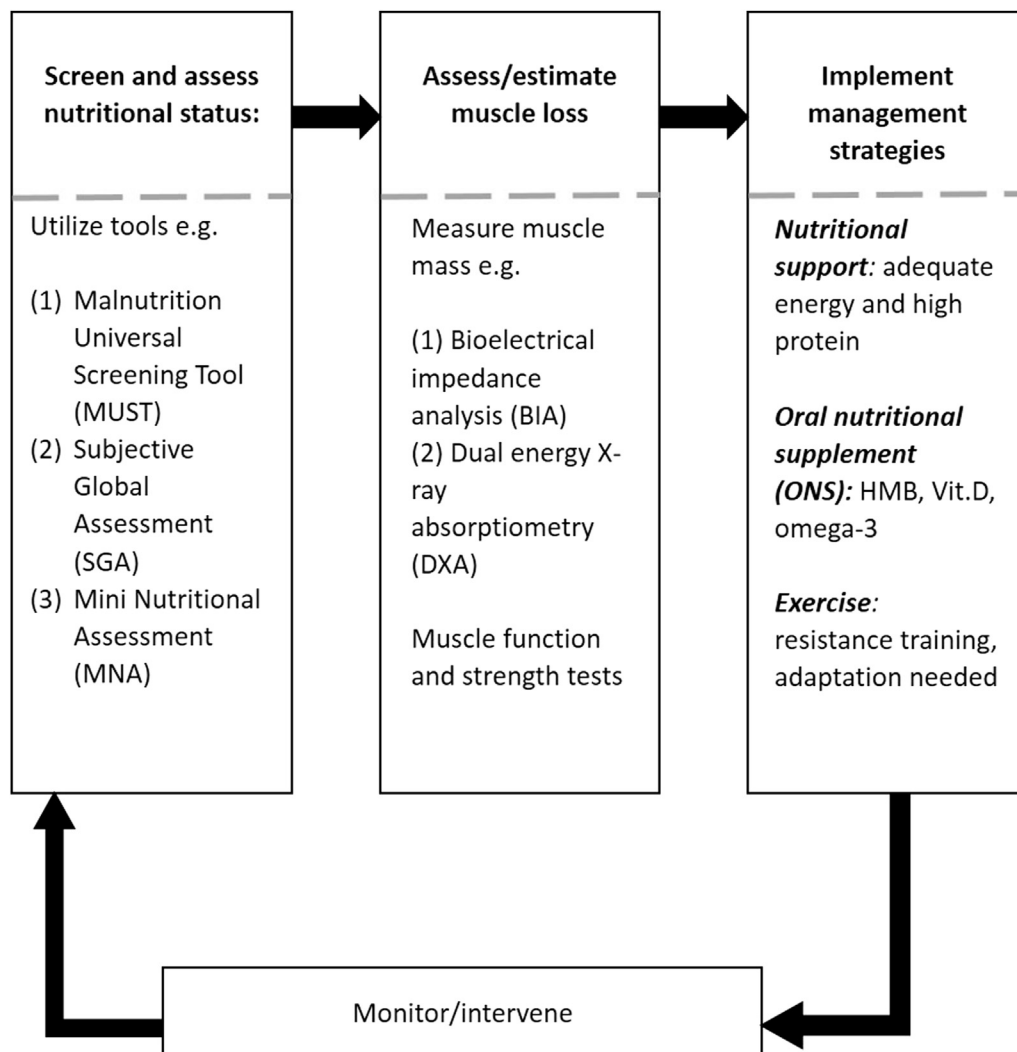 Screen and assess
nutritional status:
Utilize tools e.g.
(1) Malnutrition
Universal
Screening Tool
(MUST)
(2) Subjective
Global
Assessment
(SGA)
(3) Mini Nutritional
Assessment
(MNA)
Assess/estimate
muscle loss
Measure muscle
mass e.g.
(1) Bioelectrical
impedance
analysis (BIA)
(2) Dual energy X-
ray
absorptiometry
(DXA)
Muscle function
and strength tests
Implement
management
strategies
Nutritional
support: adequate
energy and high
protein
Oral nutritional
supplement
(ONS): HMB, Vit.D,
omega-3
Exercise:
resistance training,
adaptation needed
Monitor/intervene